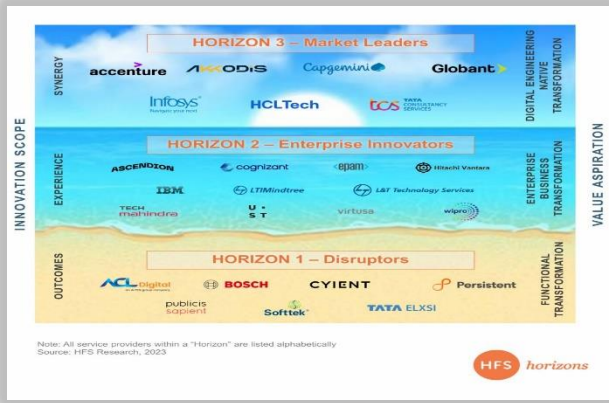 HORIZON 3 – Market Leaders
accenture AKKODIS Capgemini Globant
Infosys HCLTech tcs TATA
Navigate your next CONSULTANCY
SERVICES
SYNERGY
DIGITAL ENGINEERING
NATIVE
TRANSFORMATION
INNOVATION SCOPE
VALUE ASPIRATION
HORIZON 2 – Enterprise Innovators
ASCENDION cognizant <epam> Hitachi Vantara
IBM LTIMindtree L&T Technology Services
TECH
mahindra
U ST
virtusa wipro
EXPERIENCE
ENTERPRISE
BUSINESS
TRANSFORMATION
HORIZON 1 – Disruptors
ACL Digital BOSCH CYIENT Persistent
publicis
sapient
Softtek TATA ELXSI
OUTCOMES
FUNCTIONAL
TRANSFORMATION
Note: All service providers within a "Horizon" are listed alphabetically
Source: HFS Research, 2023
HFS horizons